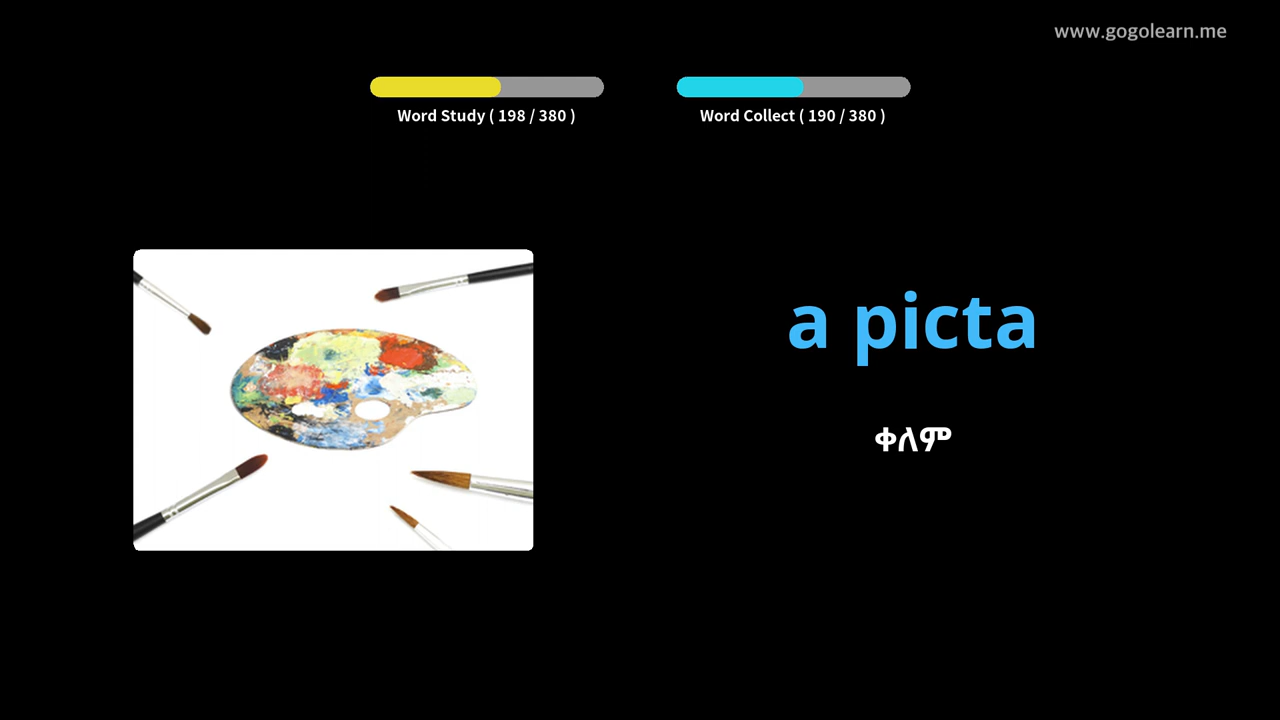 www.gogolearn.me
Word Study ( 198 / 380 )
Word Collect ( 190 / 380 )
a picta
ቀለም